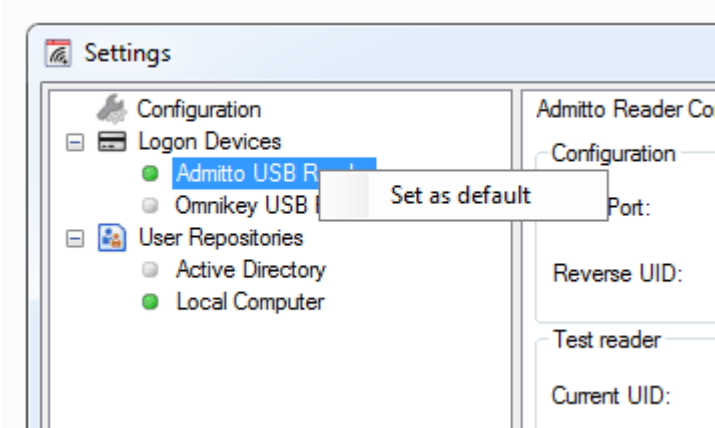 Settings
Configuration
Logon Devices
Admitto USB
Omnikey USB
User Repositories
Active Directory
Local Computer
Set as default
Admitto Reader
Configuration
Port:
Reverse UID:
Test reader
Current UID: